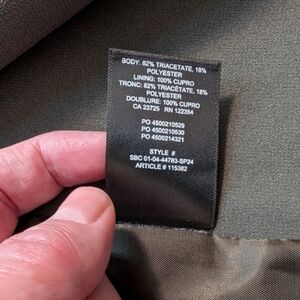 BODY: 82% TRIACETATE, 18%
POLYESTER
LINING: 100% CUPRO
TRONC: 82% TRIACÉTATE, 18%
POLYESTER
DOUBLURE: 100% CUPRO
CA 23725 RN 122354
PO 4500210529
PO 4500210530
PO 4500214321
STYLE #
SBC 01-04-44783-SP24
ARTICLE # 115382